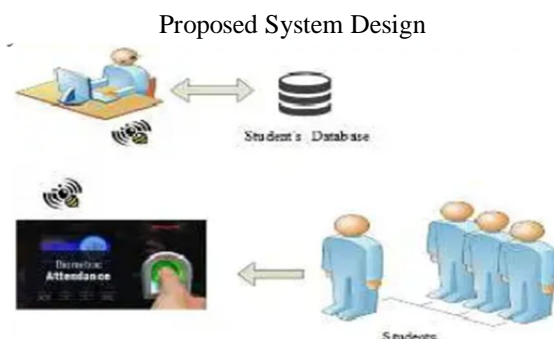 Proposed System Design
Student's Database
Biometric
Attendance
Students